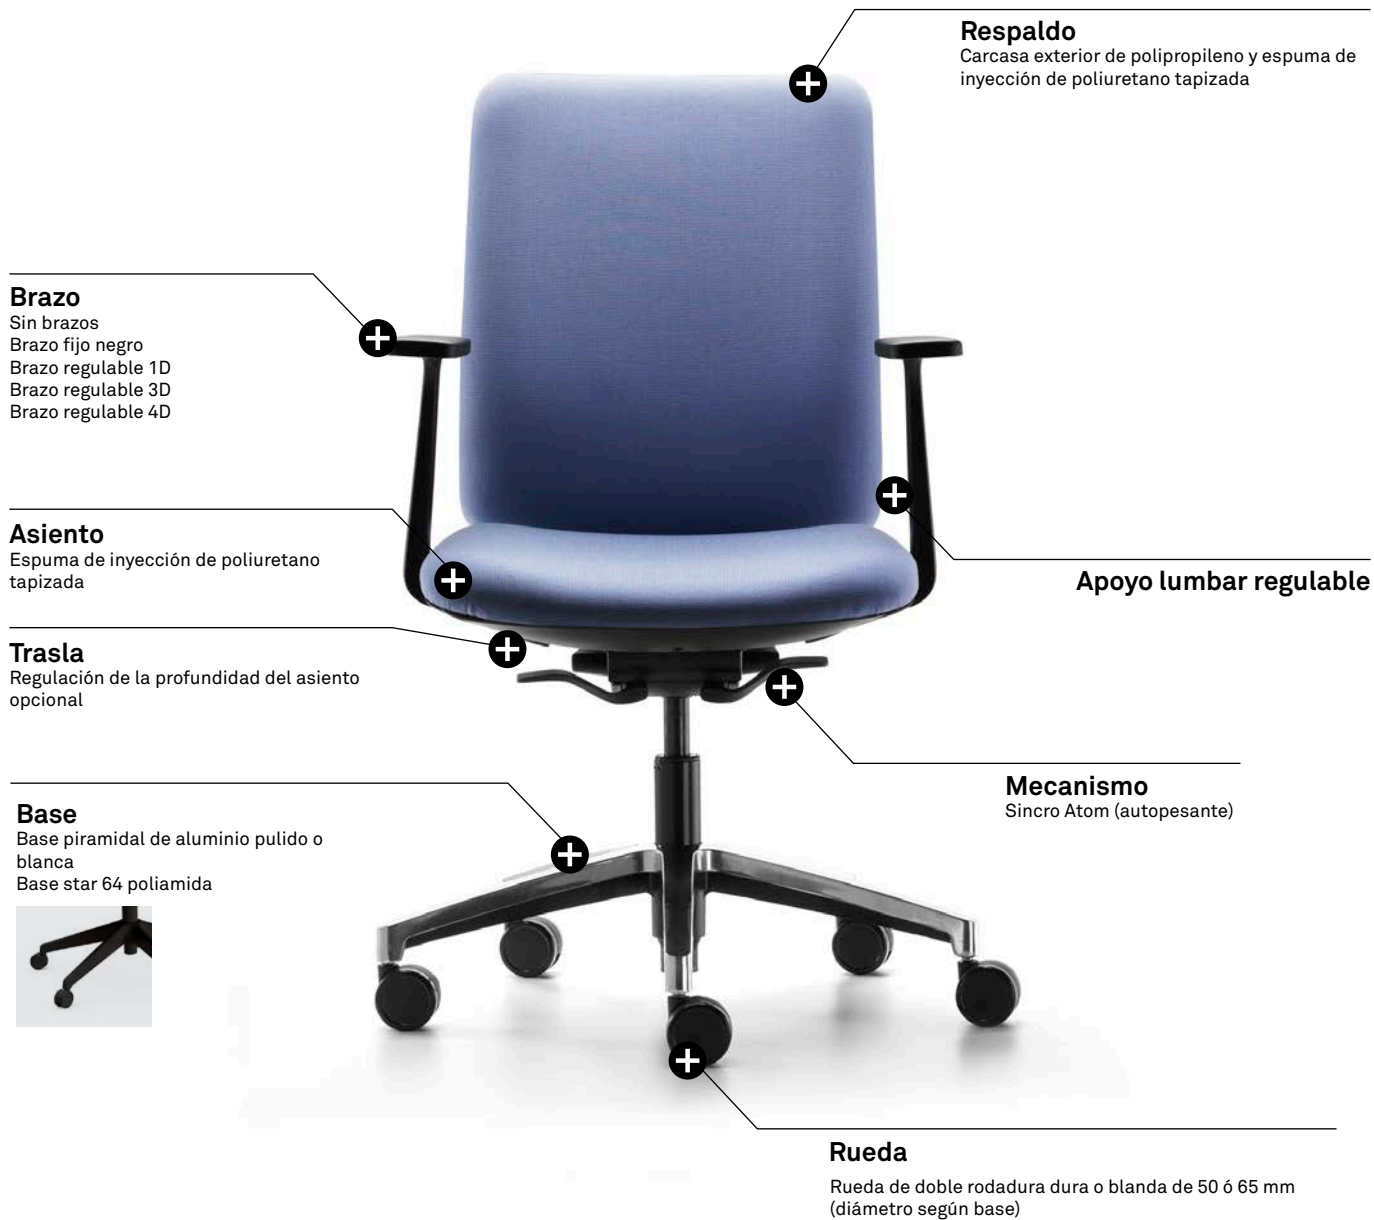 Respaldo
Carcasa exterior de polipropileno y espuma de
inyección de poliuretano tapizada
Brazo
Sin brazos
Brazo fijo negro
Brazo regulable 1D
Brazo regulable 3D
Brazo regulable 4D
Asiento
Espuma de inyección de poliuretano
tapizada
Apoyo lumbar regulable
Trasla
Regulación de la profundidad del asiento
opcional
Mecanismo
Sincro Atom (autopesante)
Base
Base piramidal de aluminio pulido o
blanca
Base star 64 poliamida
Rueda
Rueda de doble rodadura dura o blanda de 50 ó 65 mm
(diámetro según base)